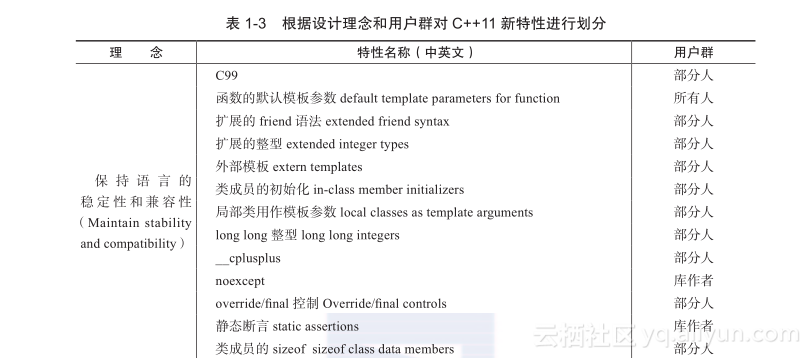 表 1-3 根据设计理念和用户群对 C++11 新特性进行划分
理 念 特性名称（中英文） 用户群
保持语言的
稳定性和兼容性
（Maintain stability
and compatibility）
C99 部分人
函数的默认模板参数 default template parameters for function 所有人
扩展的 friend 语法 extended friend syntax 部分人
扩展的整型 extended integer types 部分人
外部模板 extern templates 部分人
类成员的初始化 in-class member initializers 部分人
局部类用作模板参数 local classes as template arguments 部分人
long long 整型 long long integers 部分人
__cplusplus 部分人
noexcept 库作者
override/final 控制 Override/final controls 部分人
静态断言 static assertions 库作者
类成员的 sizeof sizeof class data members 部分人
云栖社区 yq.aliyun.com